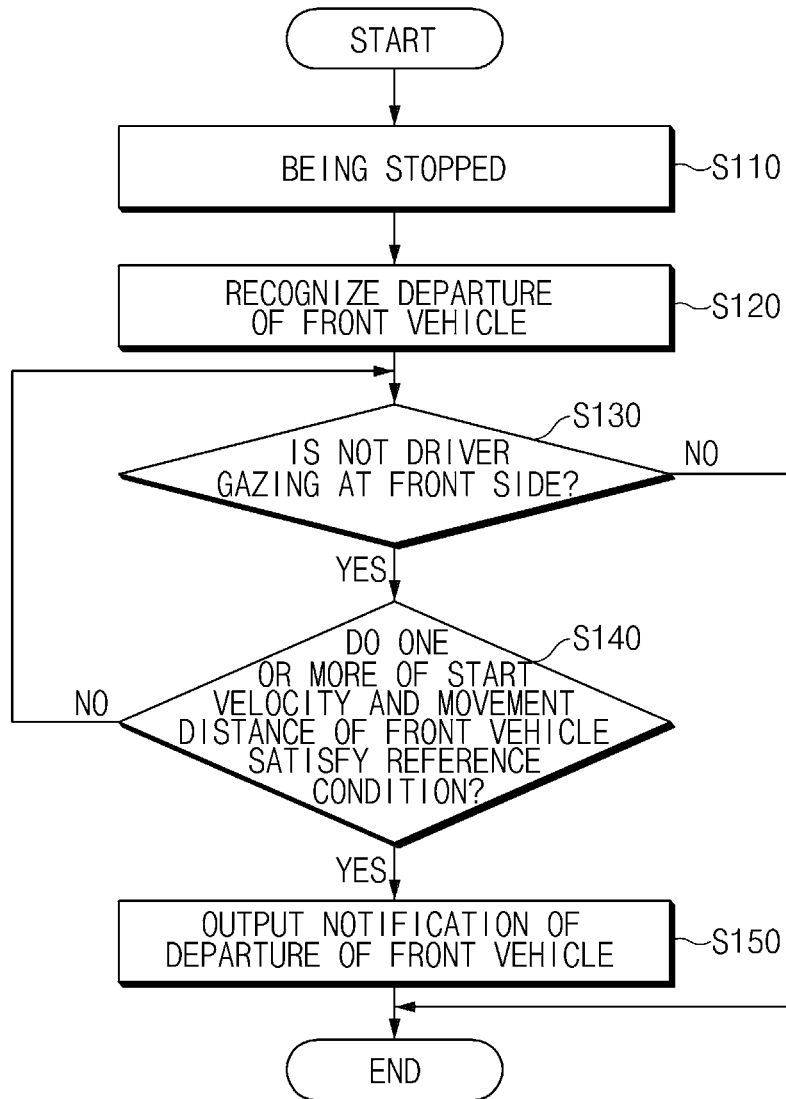 START
BEING STOPPED
S110
RECOGNIZE DEPARTURE
OF FRONT VEHICLE
S120
S130
IS NOT DRIVER
GAZING AT FRONT SIDE?
NO
YES
S140
DO ONE
OR MORE OF START
VELOCITY AND MOVEMENT
DISTANCE OF FRONT VEHICLE
SATISFY REFERENCE
CONDITION?
NO
YES
OUTPUT NOTIFICATION OF
DEPARTURE OF FRONT VEHICLE
S150
END